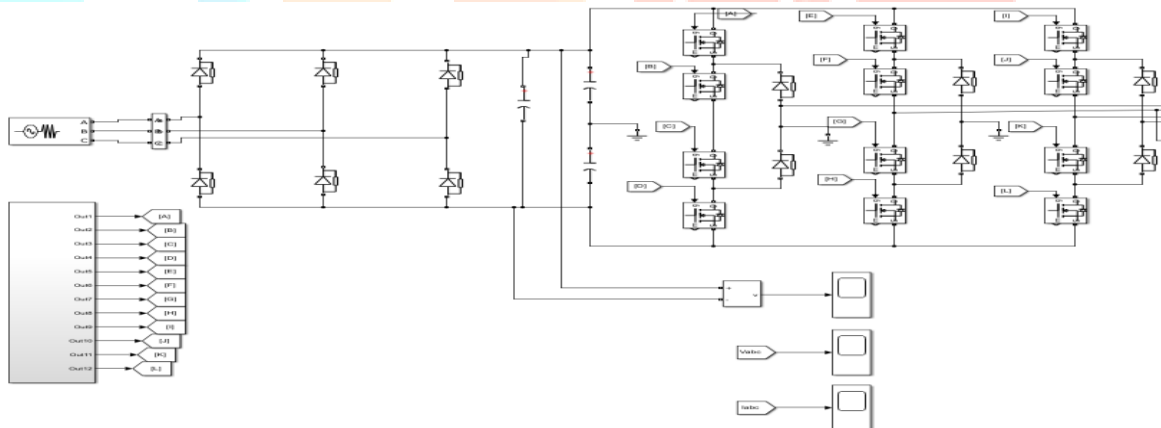 [A]
[E]
[I]
[B]
[F]
[J]
A
B
C
[C]
[G]
[K]
[D]
[H]
[L]
Out1 [A]
Out2 [B]
Out3 [C]
Out4 [D]
Out5 [E]
Out6 [F]
Out7 [G]
Out8 [H]
Out9 [I]
Out10 [J]
Out11 [K]
Out12 [L]
+
-
v
Vabc
Iabc